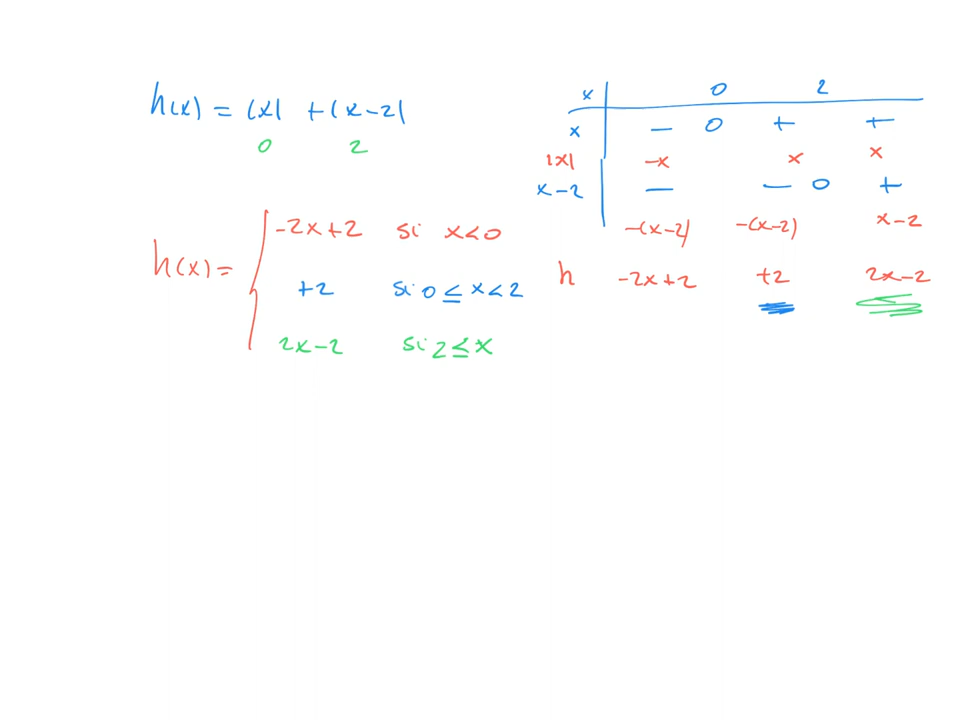 h(x) = |x| + |x-2|
0 2
h(x) =
-2x+2 si x<0
+2 si 0 ≤ x < 2
2x-2 si 2 ≤ x
x 0 2
x — 0 + +
|x| -x x x
x-2 — — 0 +
-(x-2) -(x-2) x-2
h -2x+2 +2 2x-2